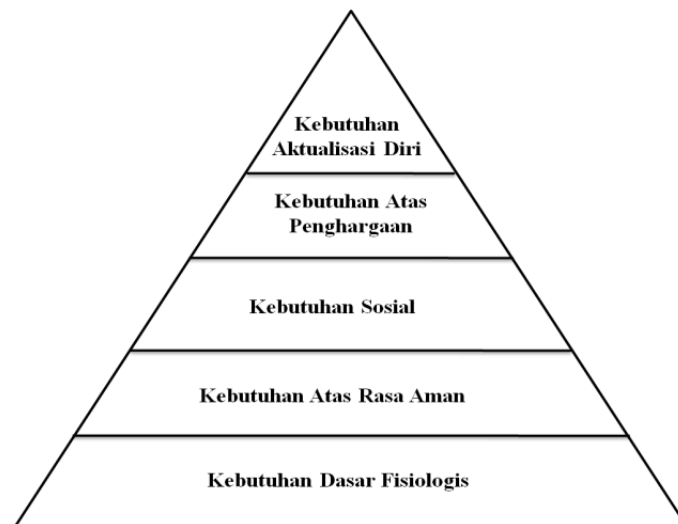 Kebutuhan
Aktualisasi Diri
Kebutuhan Atas
Penghargaan
Kebutuhan Sosial
Kebutuhan Atas Rasa Aman
Kebutuhan Dasar Fisiologis